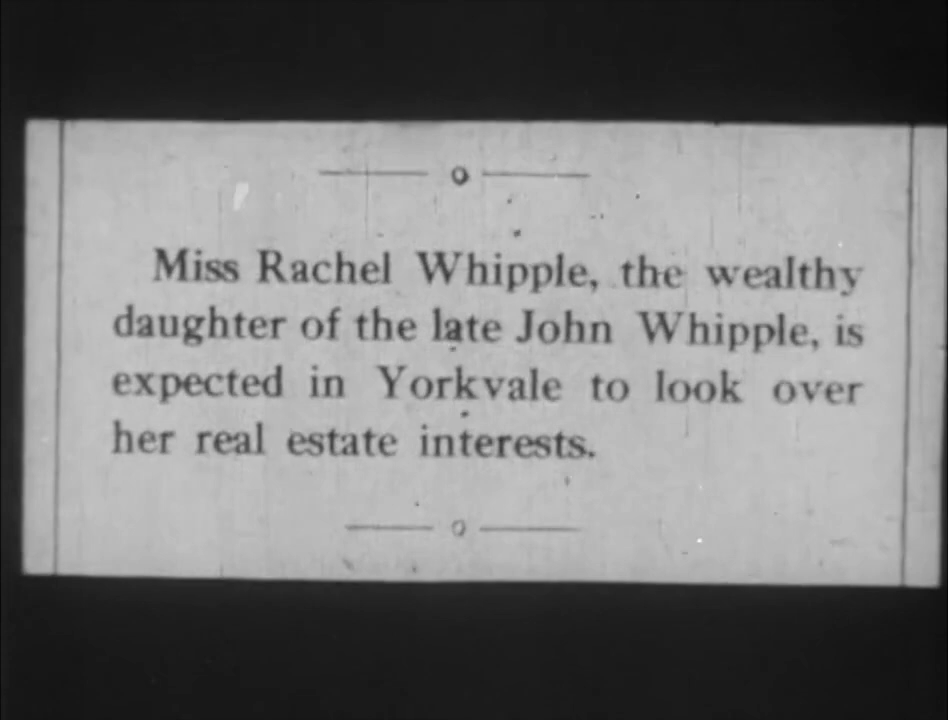 Miss Rachel Whipple, the wealthy
daughter of the late John Whipple, is
expected in Yorkvale to look over
her real estate interests.